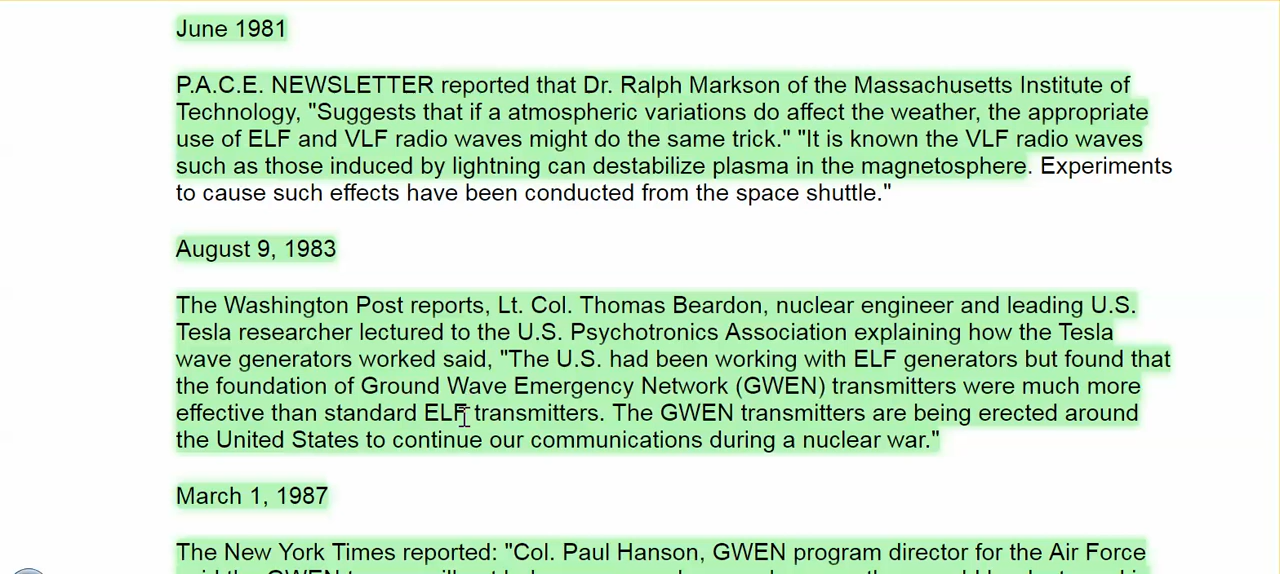 June 1981
P.A.C.E. NEWSLETTER reported that Dr. Ralph Markson of the Massachusetts Institute of
Technology, "Suggests that if a atmospheric variations do affect the weather, the appropriate
use of ELF and VLF radio waves might do the same trick." "It is known the VLF radio waves
such as those induced by lightning can destabilize plasma in the magnetosphere. Experiments
to cause such effects have been conducted from the space shuttle."
August 9, 1983
The Washington Post reports, Lt. Col. Thomas Beardon, nuclear engineer and leading U.S.
Tesla researcher lectured to the U.S. Psychotronics Association explaining how the Tesla
wave generators worked said, "The U.S. had been working with ELF generators but found that
the foundation of Ground Wave Emergency Network (GWEN) transmitters were much more
effective than standard ELF transmitters. The GWEN transmitters are being erected around
the United States to continue our communications during a nuclear war."
March 1, 1987
The New York Times reported: "Col. Paul Hanson, GWEN program director for the Air Force